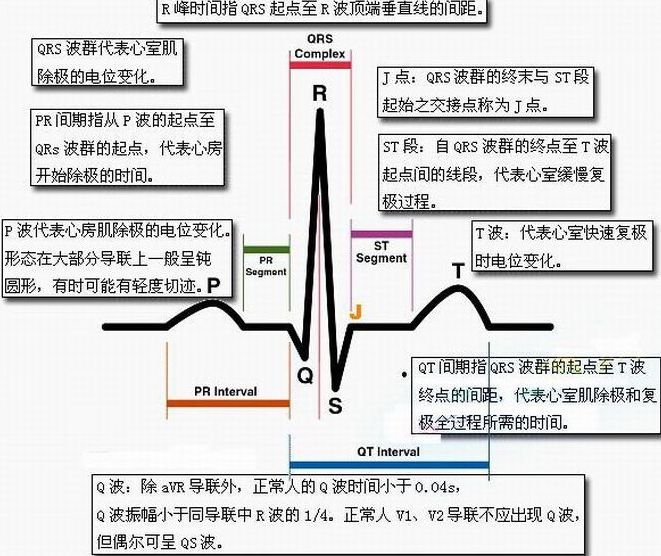 R 峰时间指 QRS 起点至 R 波顶端垂直线的间距。
QRS
Complex
QRS 波群代表心室肌
除极的电位变化。
J 点：QRS 波群的终末与 ST 段
起始之交接点称为 J 点。
R
PR 间期指从 P 波的起点至
QRs 波群的起点，代表心房
开始除极的时间。
ST 段：自 QRS 波群的终点至 T 波
起点间的线段，代表心室缓慢复
极过程。
P 波代表心房肌除极的电位变化。
形态在大部分导联上一般呈钝
圆形，有时可能有轻度切迹。
P
PR
Segment
ST
Segment
T 波：代表心室快速复极
时电位变化。
T
J
Q
S
PR Interval
QT 间期指 QRS 波群的起点至 T 波
终点的间距，代表心室肌除极和复
极全过程所需的时间。
QT Interval
Q 波：除 aVR 导联外，正常人的 Q 波时间小于 0.04s，
Q 波振幅小于同导联中 R 波的 1/4。正常人 V1、V2 导联不应出现 Q 波，
但偶尔可呈 QS 波。